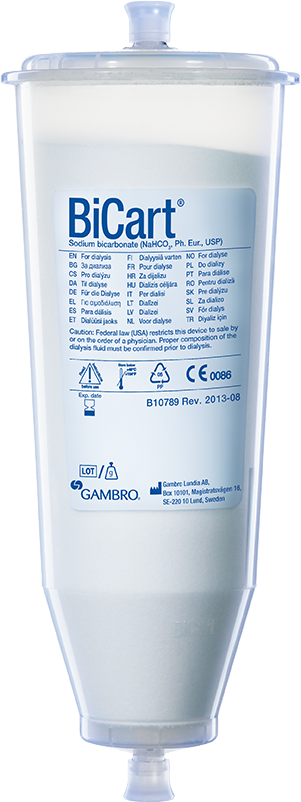 BiCart®
Sodium bicarbonate (NaHCO3, Ph. Eur., USP)
EN For dialysis FI Dialyysiä varten NO For dialyse
BG За диализа FR Pour dialyse PL Do dializy
CS Pro dialýzu HR Za dijalizu PT Para diálise
DA Til dialyse HU Dialízis céljára RO Pentru dializă
DE Für die Dialyse IT Per dialisi SK Pre dialýzu
EL Για αιμοδιάλυση LT Dializei SL Za dializo
ES Para diálisis LV Dialīzei SV För dialys
ET Dialüüsi jaoks NL Voor dialyse TR Diyaliz için
Caution: Federal law (USA) restricts this device to sale by
or on the order of a physician. Proper composition of the
dialysis fluid must be confirmed prior to dialysis.
05
PP
CE 0086
Exp. date
B10789 Rev. 2013-08
LOT / g
GAMBRO®
Gambro Lundia AB,
Box 10101, Magistratsvägen 16,
SE-220 10 Lund, Sweden